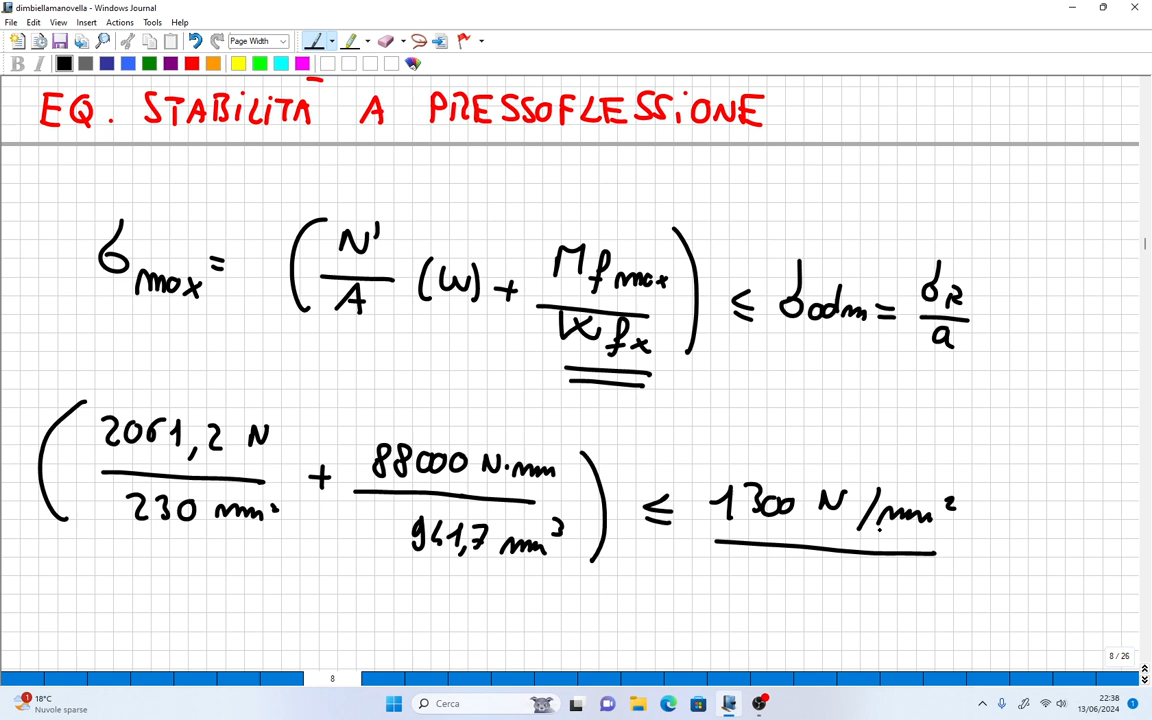 dimbiellamanovella - Windows Journal
File Edit View Insert Actions Tools Help
Page Width
B I
EQ. STABILITÀ A PRESSOFLESSIONE
σmax = (N'/A (ω) + Mfmax/Wfx) ≤ σadm = σR/a
(2061,2 N/230 mm² + 88000 N·mm/941,7 mm³) ≤ 1300 N/mm²
8 / 26
8
1
18°C
Nuvole sparse
Cerca
22:38
13/06/2024
1